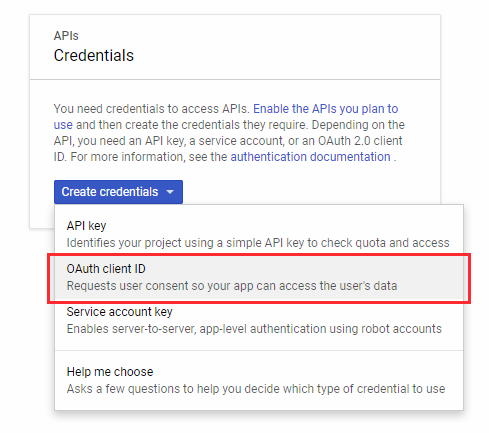 APIs
Credentials
You need credentials to access APIs. Enable the APIs you plan to
use and then create the credentials they require. Depending on the
API, you need an API key, a service account, or an OAuth 2.0 client
ID. For more information, see the authentication documentation .
Create credentials
API key
Identifies your project using a simple API key to check quota and access
OAuth client ID
Requests user consent so your app can access the user's data
Service account key
Enables server-to-server, app-level authentication using robot accounts
Help me choose
Asks a few questions to help you decide which type of credential to use